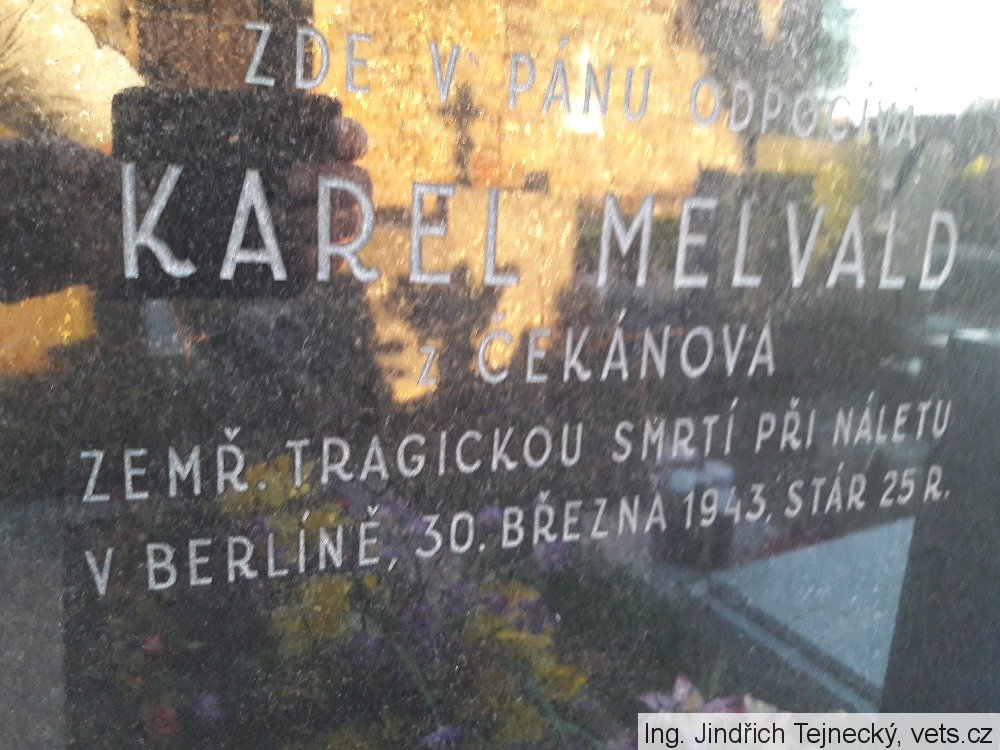 ZDE V PÁNU ODPOČÍVÁ
KAREL MELVALD
z ČEKÁNOVA
ZEMŘ. TRAGICKOU SMRTÍ PŘI NÁLETU
V BERLÍNĚ, 30. BŘEZNA 1943, STÁR 25 R.
Ing. Jindřich Tejnecký, vets.cz